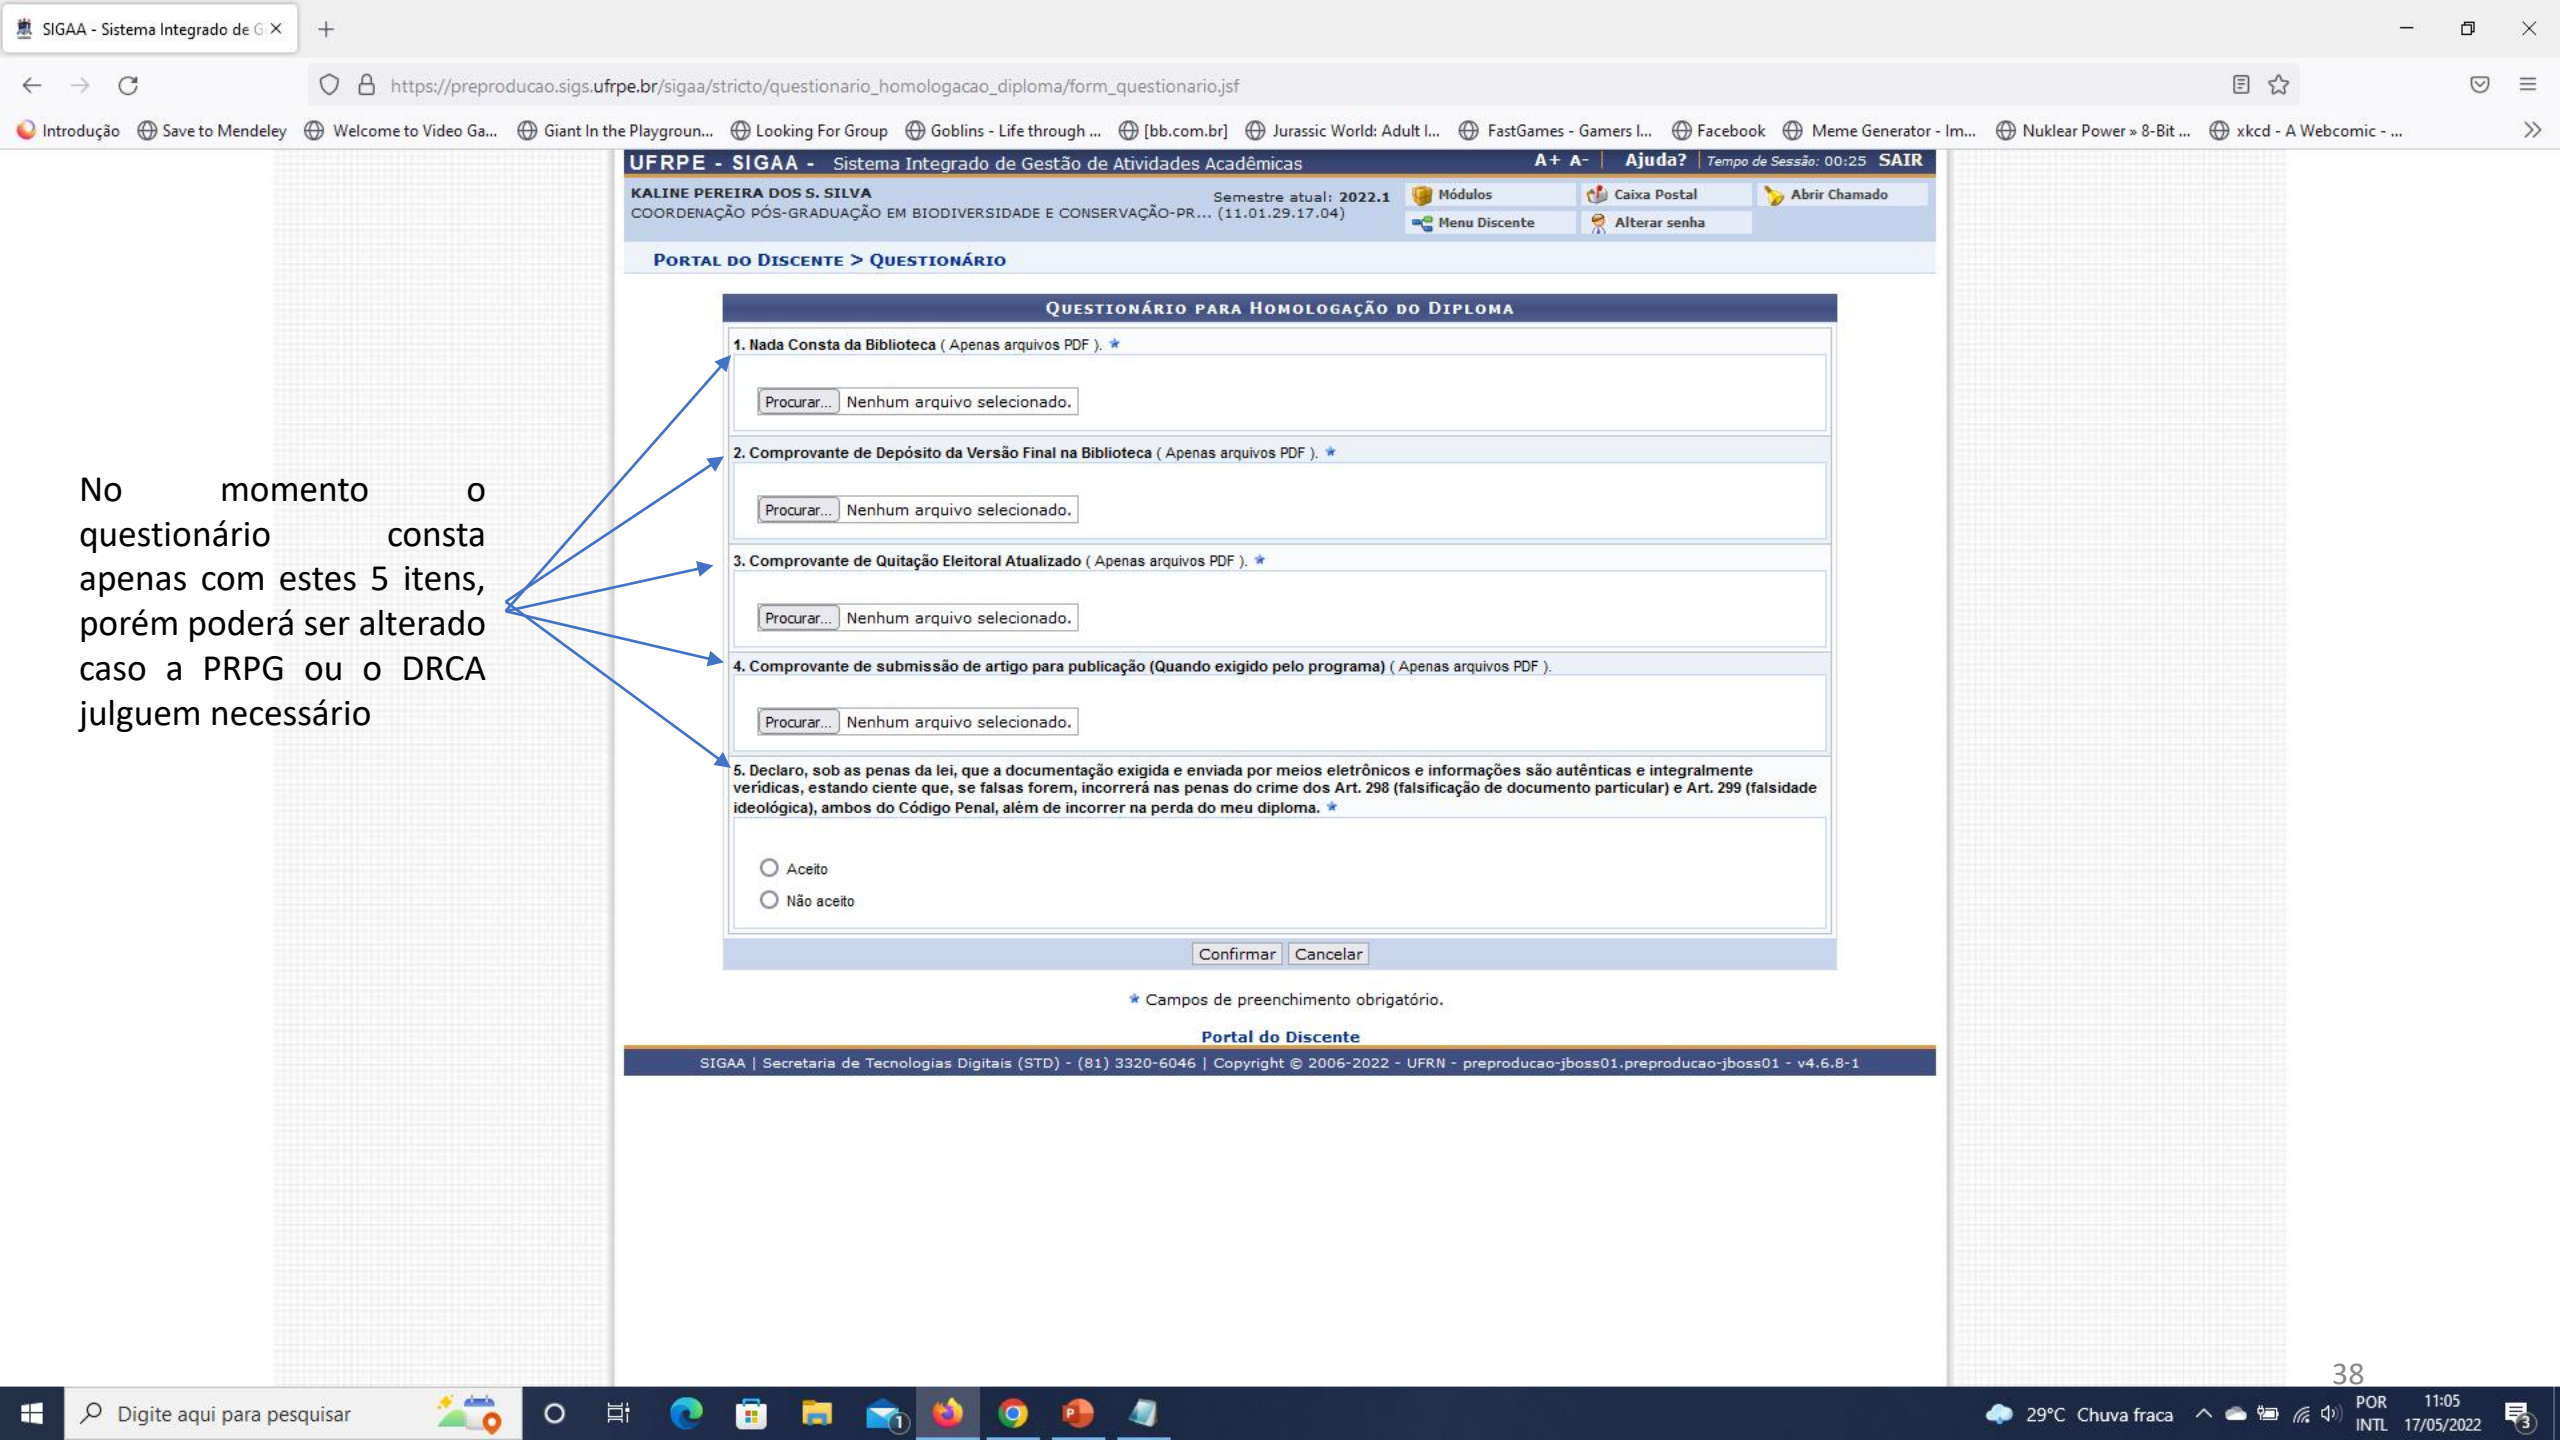 SIGAA - Sistema Integrado de G
https://preproducao.sigs.ufrpe.br/sigaa/stricto/questionario_homologacao_diploma/form_questionario.jsf
Introdução Save to Mendeley Welcome to Video Ga... Giant In the Playgroun... Looking For Group Goblins - Life through ... [bb.com.br] Jurassic World: Adult I... FastGames - Gamers I... Facebook Meme Generator - Im... Nuklear Power » 8-Bit ... xkcd - A Webcomic - ...
UFRPE - SIGAA - Sistema Integrado de Gestão de Atividades Acadêmicas A+ A- | Ajuda? | Tempo de Sessão: 00:25 SAIR
KALINE PEREIRA DOS S. SILVA Semestre atual: 2022.1 Módulos Caixa Postal Abrir Chamado
COORDENAÇÃO PÓS-GRADUAÇÃO EM BIODIVERSIDADE E CONSERVAÇÃO-PR... (11.01.29.17.04) Menu Discente Alterar senha
PORTAL DO DISCENTE > QUESTIONÁRIO
QUESTIONÁRIO PARA HOMOLOGAÇÃO DO DIPLOMA
1. Nada Consta da Biblioteca ( Apenas arquivos PDF ).
Procurar... Nenhum arquivo selecionado.
2. Comprovante de Depósito da Versão Final na Biblioteca ( Apenas arquivos PDF ).
Procurar... Nenhum arquivo selecionado.
3. Comprovante de Quitação Eleitoral Atualizado ( Apenas arquivos PDF ).
Procurar... Nenhum arquivo selecionado.
4. Comprovante de submissão de artigo para publicação (Quando exigido pelo programa) ( Apenas arquivos PDF ).
Procurar... Nenhum arquivo selecionado.
5. Declaro, sob as penas da lei, que a documentação exigida e enviada por meios eletrônicos e informações são autênticas e integralmente
verídicas, estando ciente que, se falsas forem, incorrerá nas penas do crime dos Art. 298 (falsificação de documento particular) e Art. 299 (falsidade
ideológica), ambos do Código Penal, além de incorrer na perda do meu diploma.
Aceito
Não aceito
Confirmar Cancelar
Campos de preenchimento obrigatório.
Portal do Discente
SIGAA | Secretaria de Tecnologias Digitais (STD) - (81) 3320-6046 | Copyright © 2006-2022 - UFRN - preproducao-jboss01.preproducao-jboss01 - v4.6.8-1
No momento o
questionário consta
apenas com estes 5 itens,
porém poderá ser alterado
caso a PRPG ou o DRCA
julguem necessário
38
Digite aqui para pesquisar
1
29°C Chuva fraca
POR
INTL
11:05
17/05/2022
3